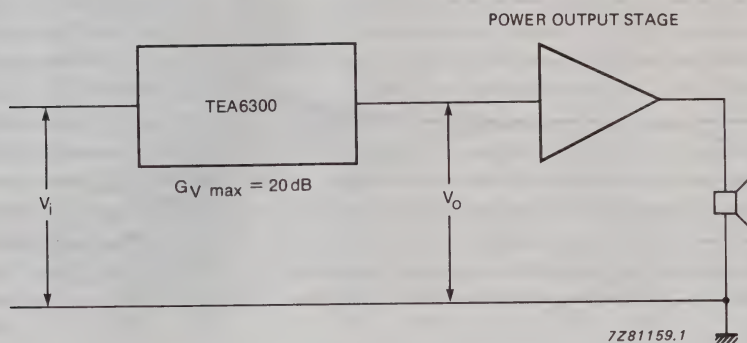 POWER OUTPUT STAGE
TEA6300
GV max = 20 dB
Vi
Vo
7Z81159.1